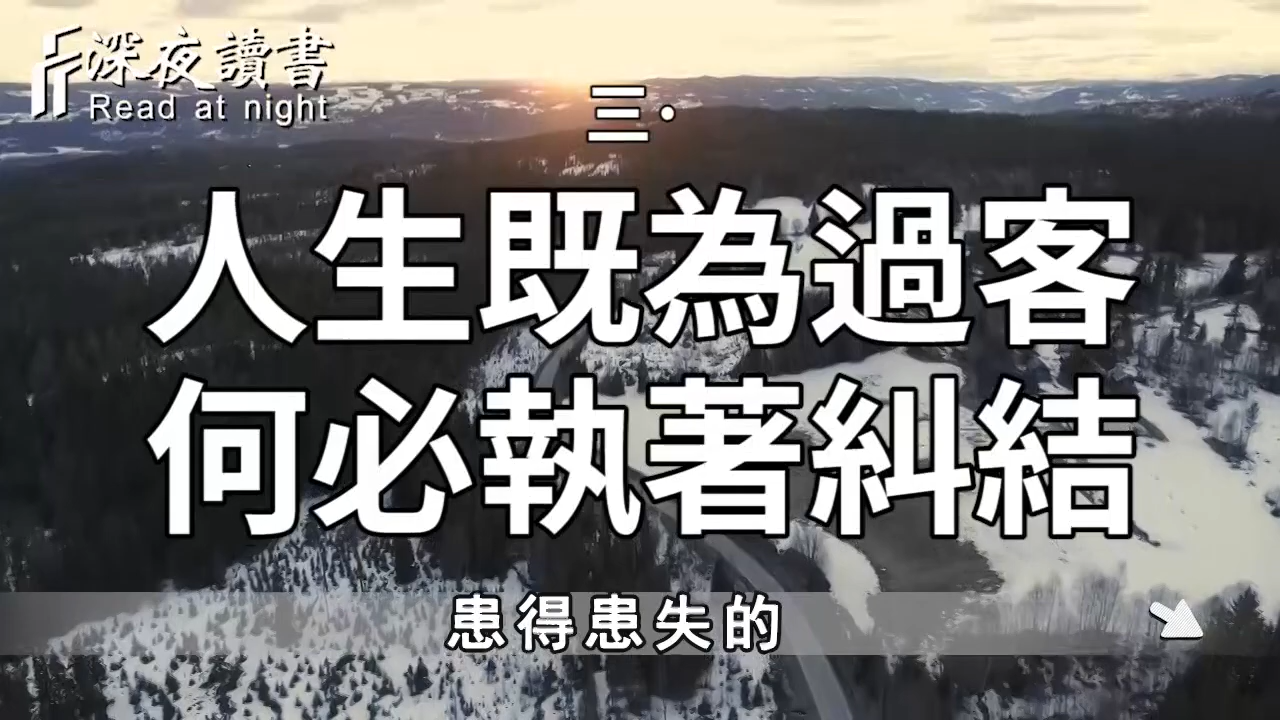 深夜讀書
Read at night
三·
人生既為過客
何必執著糾結
患得患失的